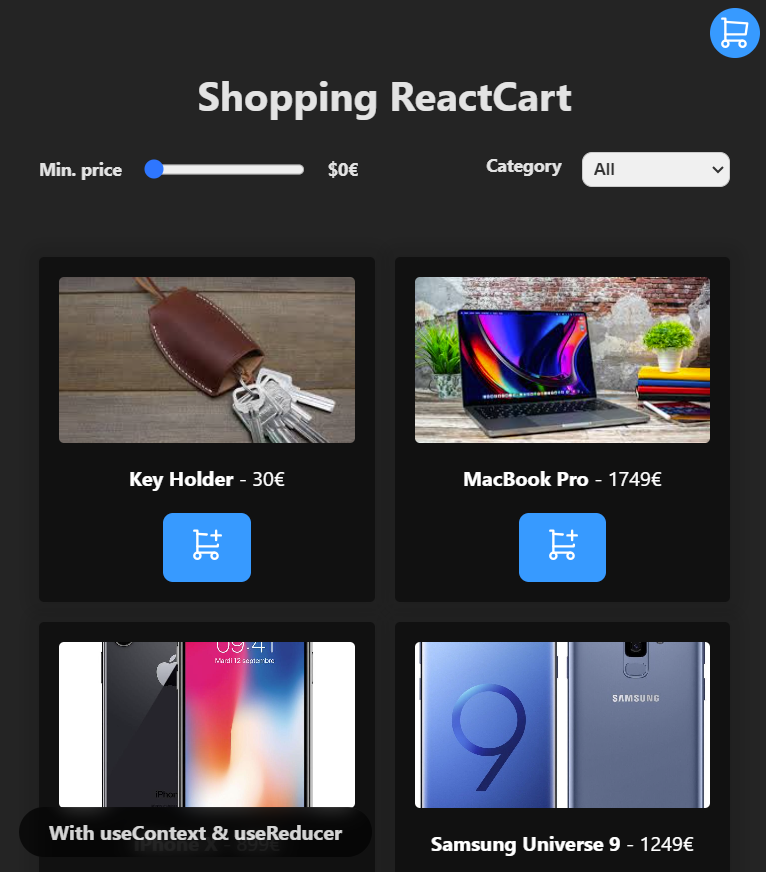 Shopping ReactCart
Min. price
$0€
Category
All
Key Holder - 30€
MacBook Pro - 1749€
09:41
Mardi 12 septembre
iPhon
9
SAMSUNG
With useContext & useReducer
iPhone X - 899€
Samsung Universe 9 - 1249€